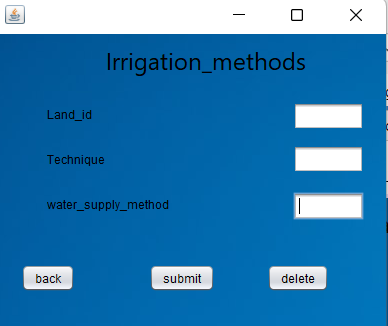 Irrigation_methods
Land_id
Technique
water_supply_method
back submit delete